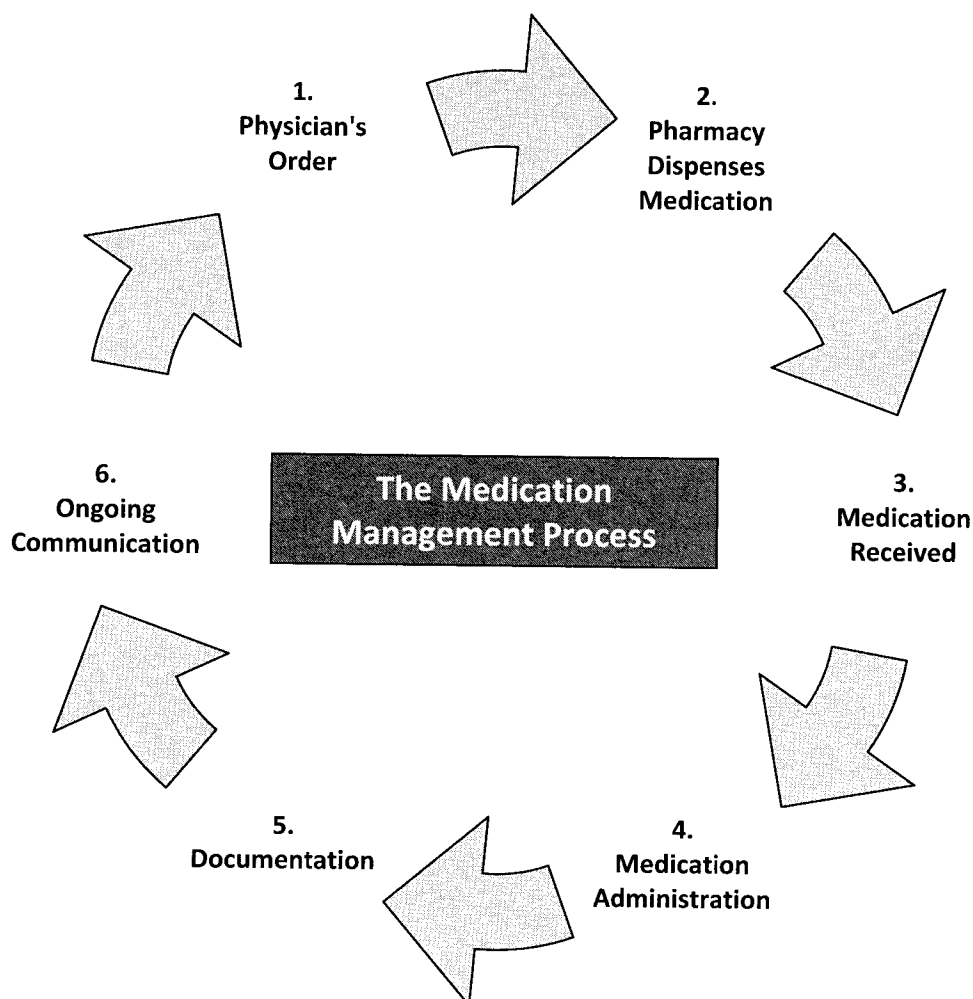 1.
Physician's
Order
2.
Pharmacy
Dispenses
Medication
3.
Medication
Received
4.
Medication
Administration
5.
Documentation
6.
Ongoing
Communication
The Medication
Management Process